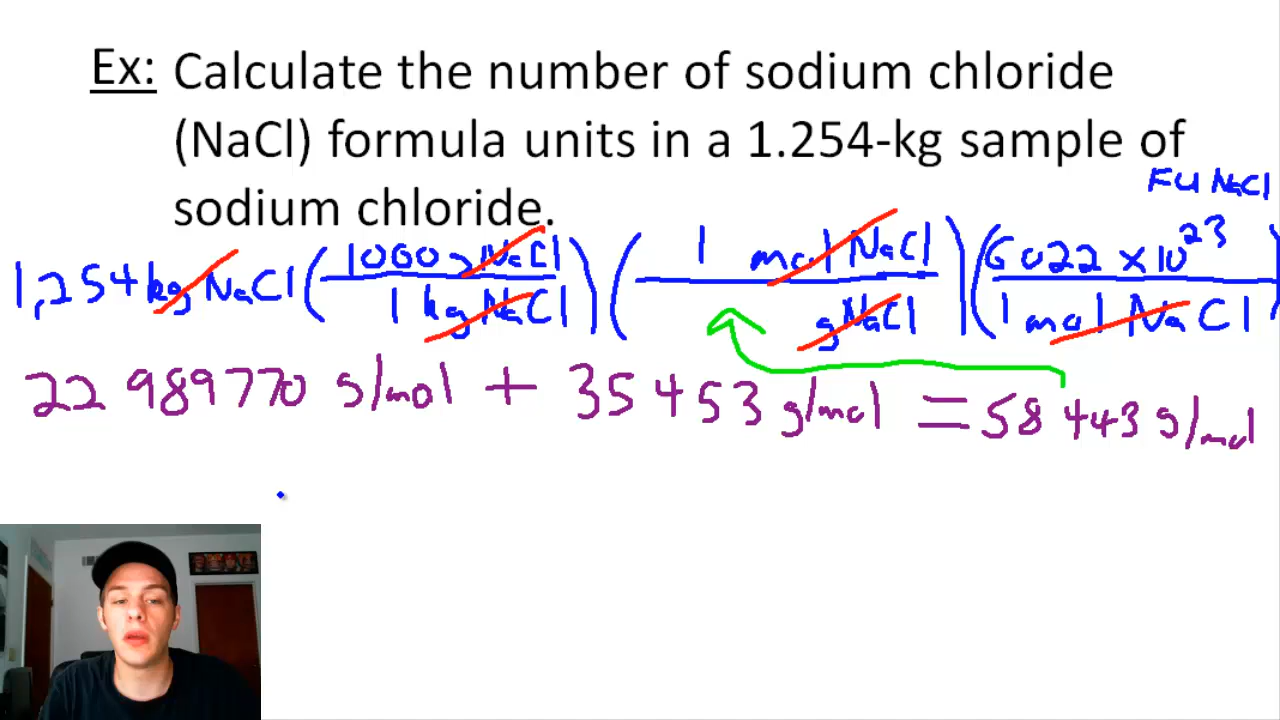 Ex: Calculate the number of sodium chloride
(NaCl) formula units in a 1.254-kg sample of
sodium chloride.
FU NaCl
1,254 kg NaCl (1000 g NaCl / 1 kg NaCl) (1 mol NaCl / g NaCl) (6 022 × 10²³ / 1 mol NaCl)
22 989770 g/mol + 35 453 g/mol = 58 443 g/mol